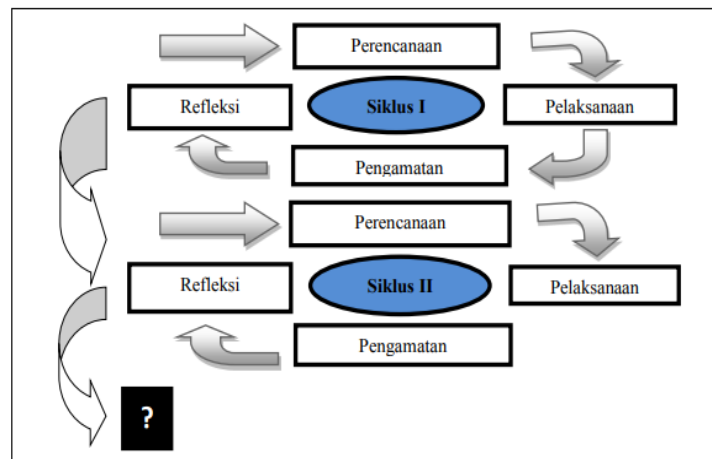 Perencanaan
Refleksi
Siklus I
Pelaksanaan
Pengamatan
Perencanaan
Refleksi
Siklus II
Pelaksanaan
Pengamatan
?